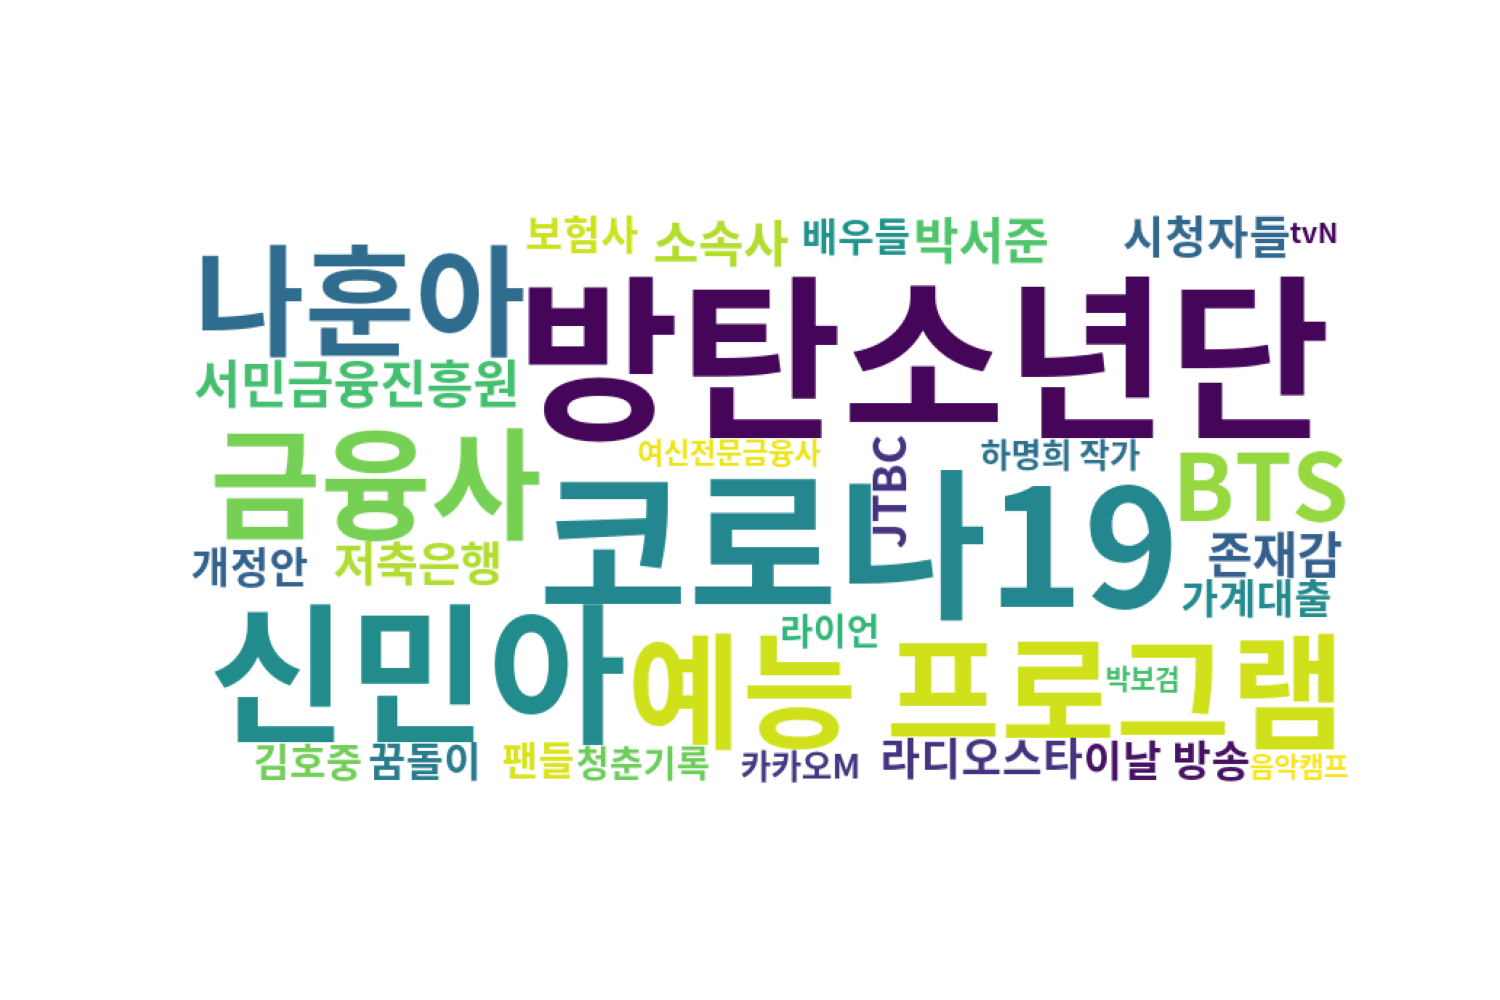 보험사 소속사 배우들 박서준 시청자들 tvN
나훈아 방탄소년단
서민금융진흥원
금융사 여신전문금융사 JTBC 하명희 작가 BTS
코로나19
개정안 저축은행 존재감
가계대출
신민아 예능 프로그램 라이언 박보검
김호중 꿈돌이 팬들 청춘기록 카카오M 라디오스타 이날 방송 음악캠프